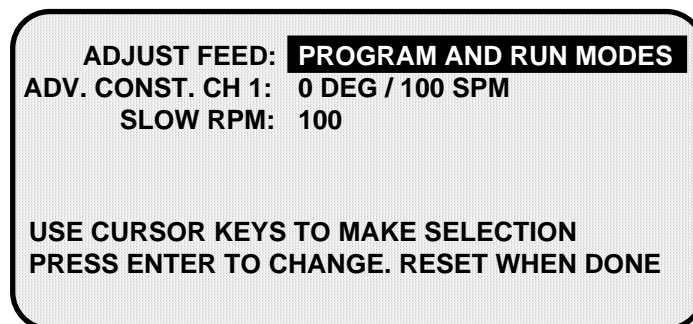 ADJUST FEED: PROGRAM AND RUN MODES
ADV. CONST. CH 1: 0 DEG / 100 SPM
SLOW RPM: 100
USE CURSOR KEYS TO MAKE SELECTION
PRESS ENTER TO CHANGE. RESET WHEN DONE